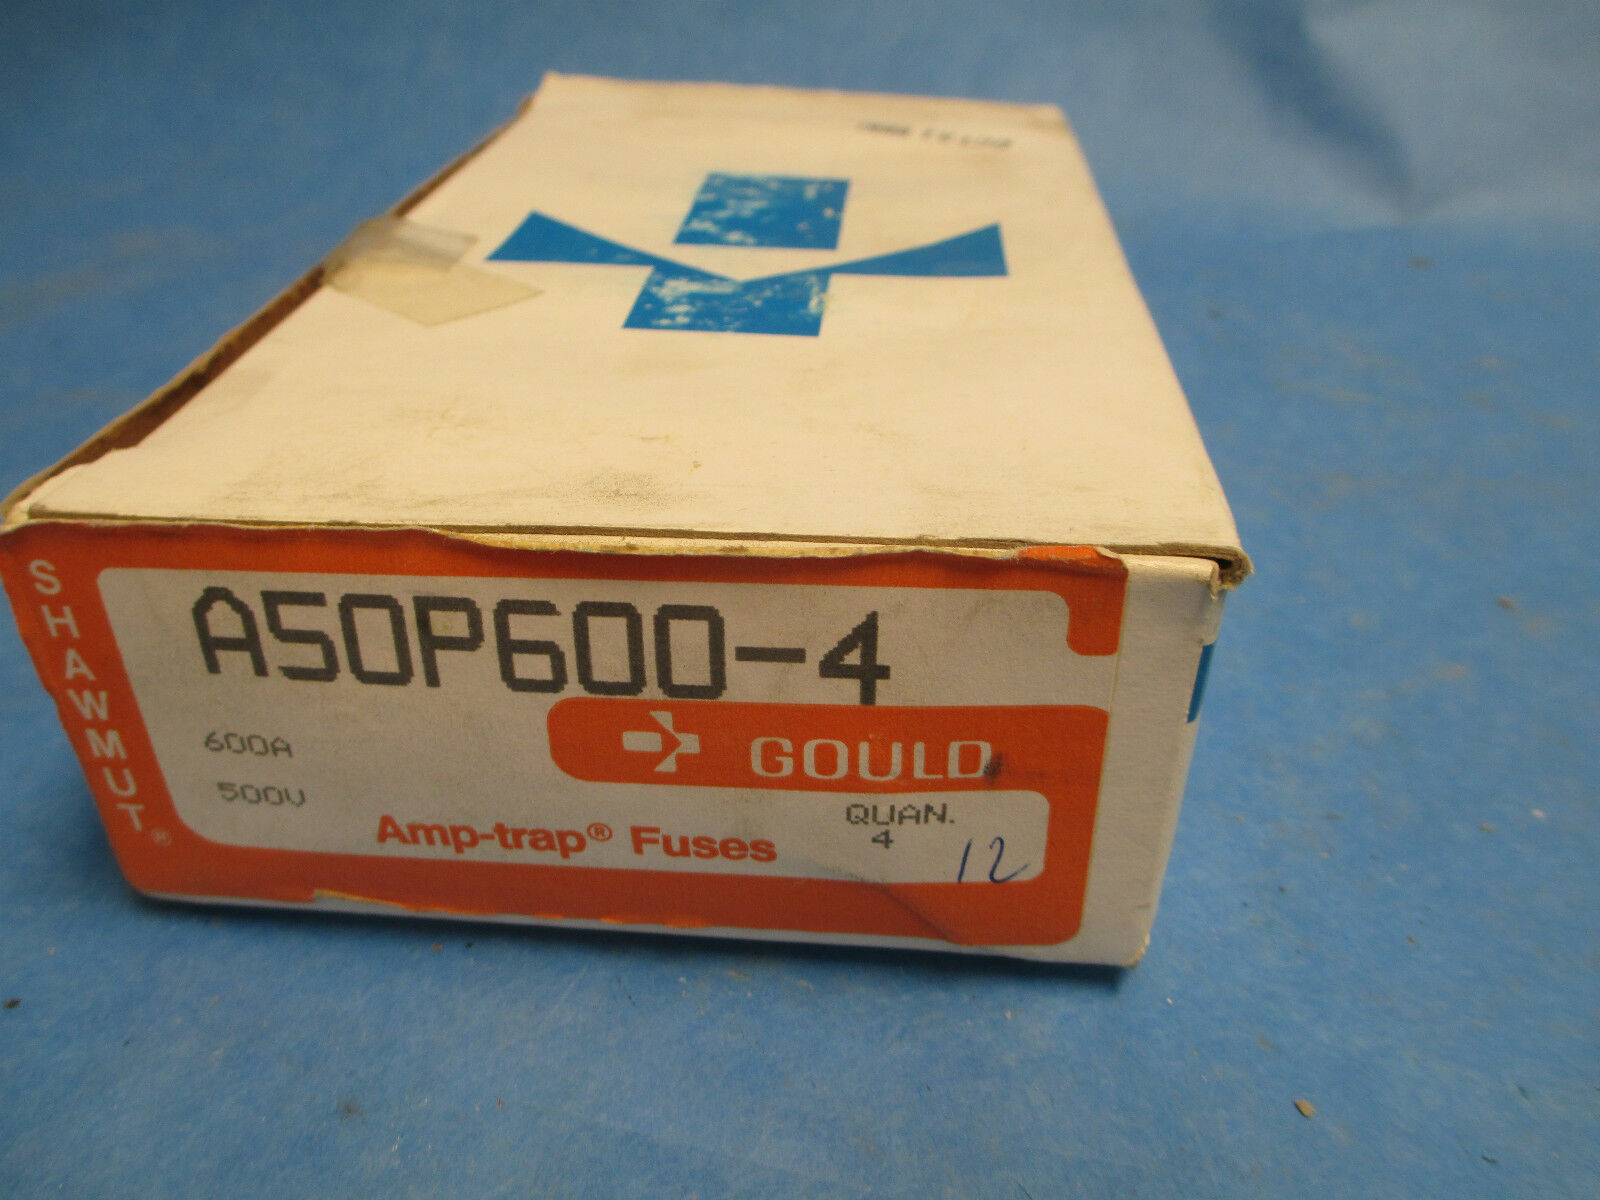 SHAWMUT®
A50P600-4
600A
GOULD
500V
QUAN.
4
12
Amp-trap® Fuses